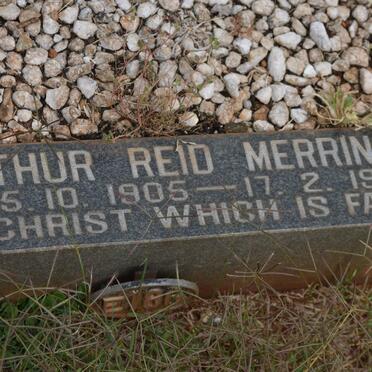 THUR REID MERRIN
5. 10. 1905 — 17. 2. 19
CHRIST WHICH IS FA